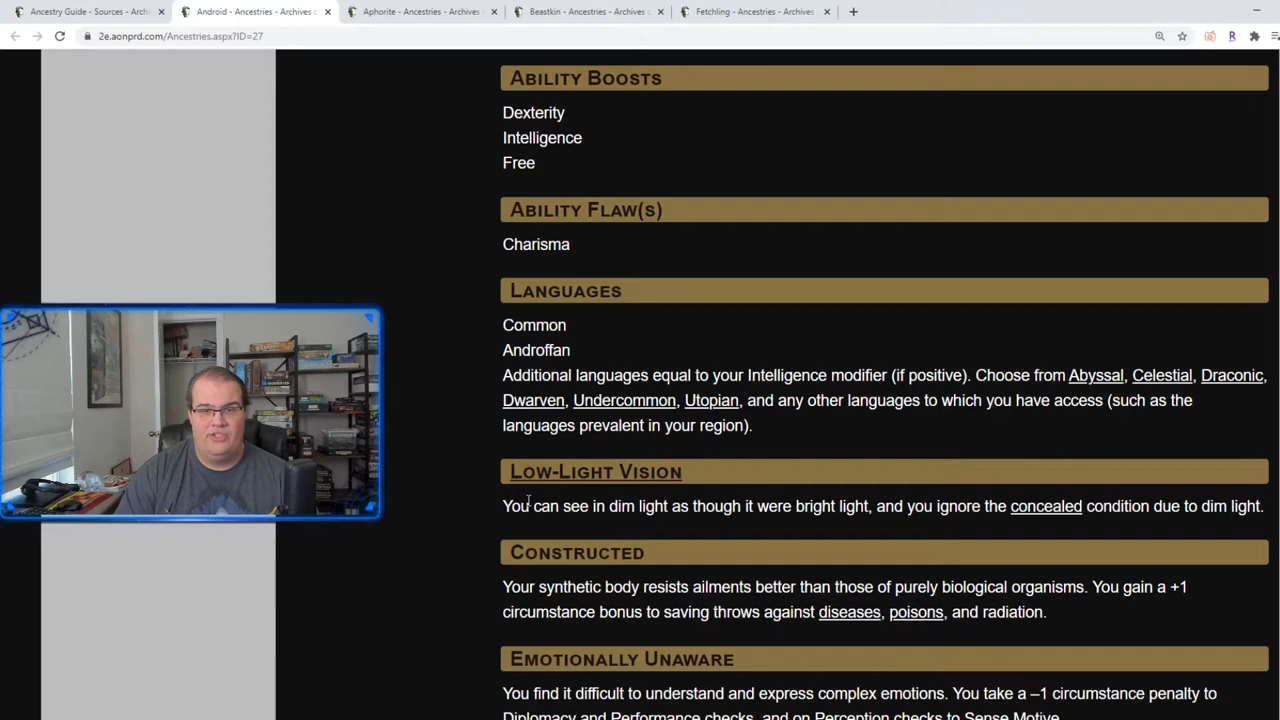 Ancestry Guide - Sources - Archi
Android - Ancestries - Archives o
Aphorite - Ancestries - Archives
Beastkin - Ancestries - Archives o
Fetchling - Ancestries - Archives
2e.aonprd.com/Ancestries.aspx?ID=27
Ability Boosts
Dexterity
Intelligence
Free
Ability Flaw(s)
Charisma
Languages
Common
Androffan
Additional languages equal to your Intelligence modifier (if positive). Choose from Abyssal, Celestial, Draconic,
Dwarven, Undercommon, Utopian, and any other languages to which you have access (such as the
languages prevalent in your region).
Low-Light Vision
You can see in dim light as though it were bright light, and you ignore the concealed condition due to dim light.
Constructed
Your synthetic body resists ailments better than those of purely biological organisms. You gain a +1
circumstance bonus to saving throws against diseases, poisons, and radiation.
Emotionally Unaware
You find it difficult to understand and express complex emotions. You take a –1 circumstance penalty to
Diplomacy and Performance checks, and on Perception checks to Sense Motive.